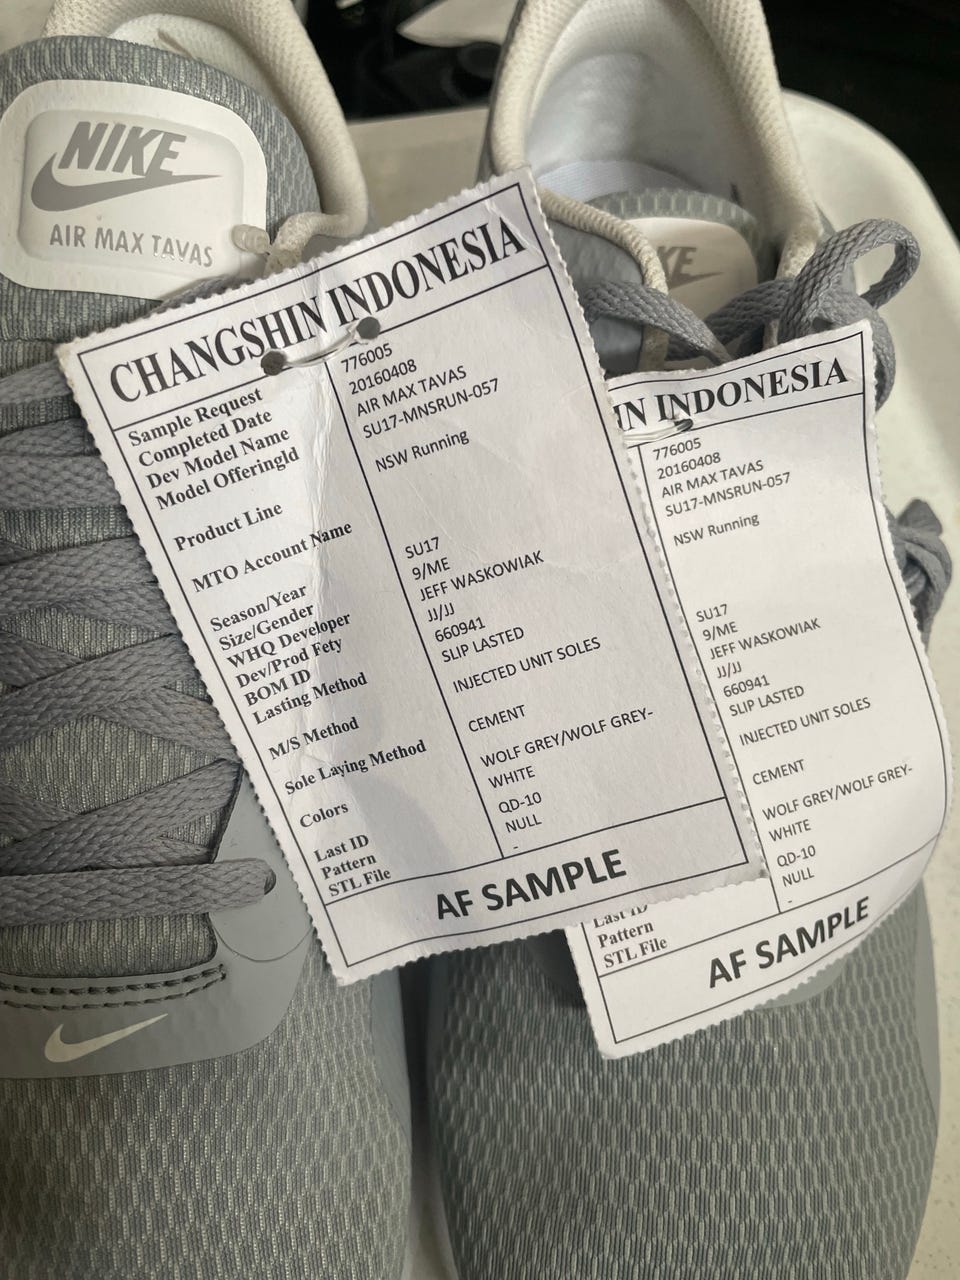 NIKE
AIR MAX TAVAS
NIKE
CHANGSHIN INDONESIA
Sample Request 776005
Completed Date 20160408
Dev Model Name AIR MAX TAVAS
Model OfferingId SU17-MNSRUN-057
Product Line NSW Running
MTO Account Name
Season/Year SU17
Size/Gender 9/ME
WHQ Developer JEFF WASKOWIAK
Dev/Prod Fety JJ/JJ
BOM ID 660941
Lasting Method SLIP LASTED
M/S Method INJECTED UNIT SOLES
Sole Laying Method CEMENT
Colors WOLF GREY/WOLF GREY-
WHITE
Last ID QD-10
Pattern NULL
STL File -
AF SAMPLE
IN INDONESIA
776005
20160408
AIR MAX TAVAS
SU17-MNSRUN-057
NSW Running
SU17
9/ME
JEFF WASKOWIAK
JJ/JJ
660941
SLIP LASTED
INJECTED UNIT SOLES
CEMENT
WOLF GREY/WOLF GREY-
WHITE
Last ID QD-10
Pattern NULL
STL File -
AF SAMPLE